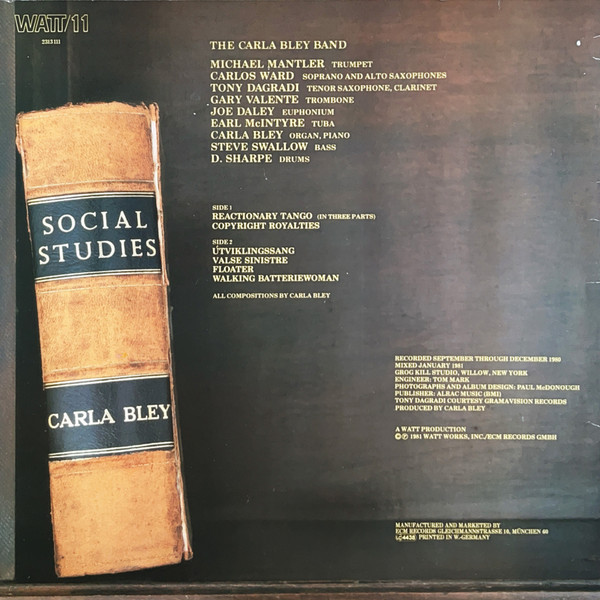 WATT/11
2313 111
THE CARLA BLEY BAND
MICHAEL MANTLER TRUMPET
CARLOS WARD SOPRANO AND ALTO SAXOPHONES
TONY DAGRADI TENOR SAXOPHONE, CLARINET
GARY VALENTE TROMBONE
JOE DALEY EUPHONIUM
EARL McINTYRE TUBA
CARLA BLEY ORGAN, PIANO
STEVE SWALLOW BASS
D. SHARPE DRUMS
SOCIAL
STUDIES
CARLA BLEY
SIDE 1
REACTIONARY TANGO (IN THREE PARTS)
COPYRIGHT ROYALTIES
SIDE 2
UTVIKLINGSSANG
VALSE SINISTRE
FLOATER
WALKING BATTERIEWOMAN
ALL COMPOSITIONS BY CARLA BLEY
RECORDED SEPTEMBER THROUGH DECEMBER 1980
MIXED JANUARY 1981
GROG KILL STUDIO, WILLOW, NEW YORK
ENGINEER: TOM MARK
PHOTOGRAPHS AND ALBUM DESIGN: PAUL McDONOUGH
PUBLISHER: ALRAC MUSIC (BMI)
TONY DAGRADI COURTESY GRAMAVISION RECORDS
PRODUCED BY CARLA BLEY
A WATT PRODUCTION
©℗ 1981 WATT WORKS, INC./ECM RECORDS GMBH
MANUFACTURED AND MARKETED BY
ECM RECORDS GLEICHMANNSTRASSE 10, MÜNCHEN 60
LC 4436 PRINTED IN W.-GERMANY